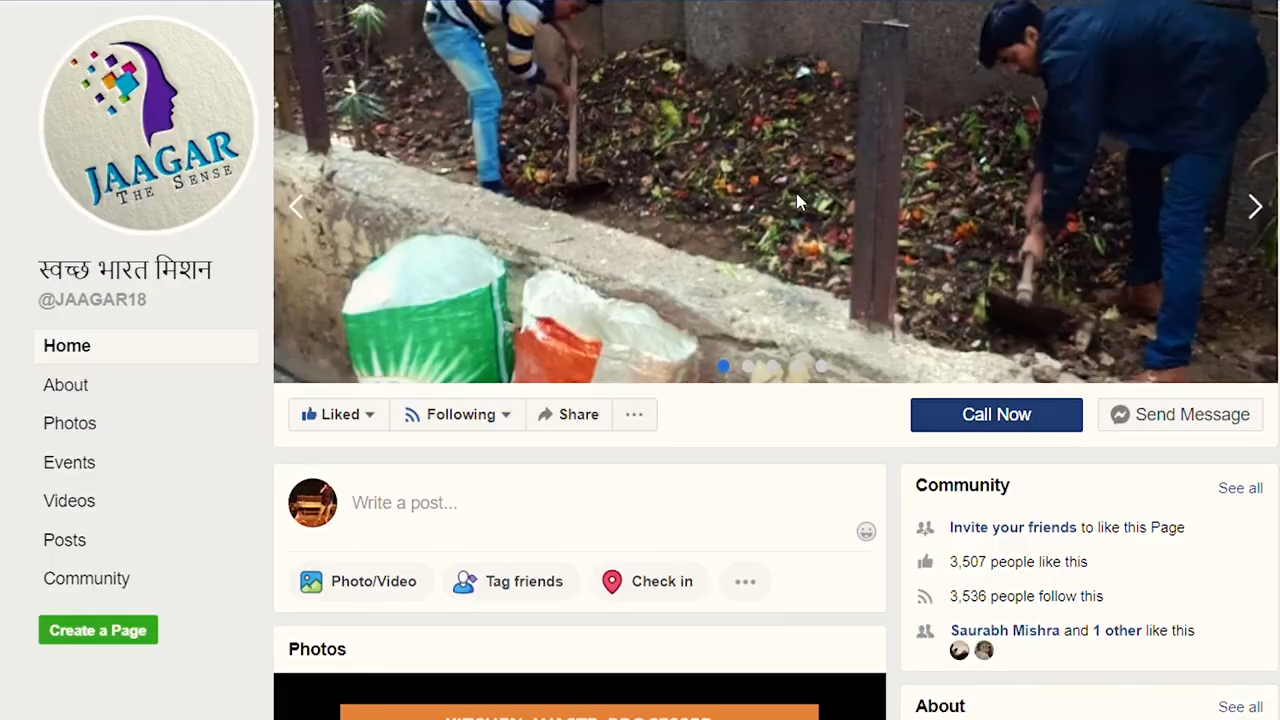 JAAGAR
THE SENSE
स्वच्छ भारत मिशन
@JAAGAR18
Home
About
Photos
Events
Videos
Posts
Community
Create a Page
Liked
Following
Share
Call Now
Send Message
Write a post...
Photo/Video
Tag friends
Check in
Photos
KITCHEN WASTE PROCESSER
Community
See all
Invite your friends to like this Page
3,507 people like this
3,536 people follow this
Saurabh Mishra and 1 other like this
About
See all